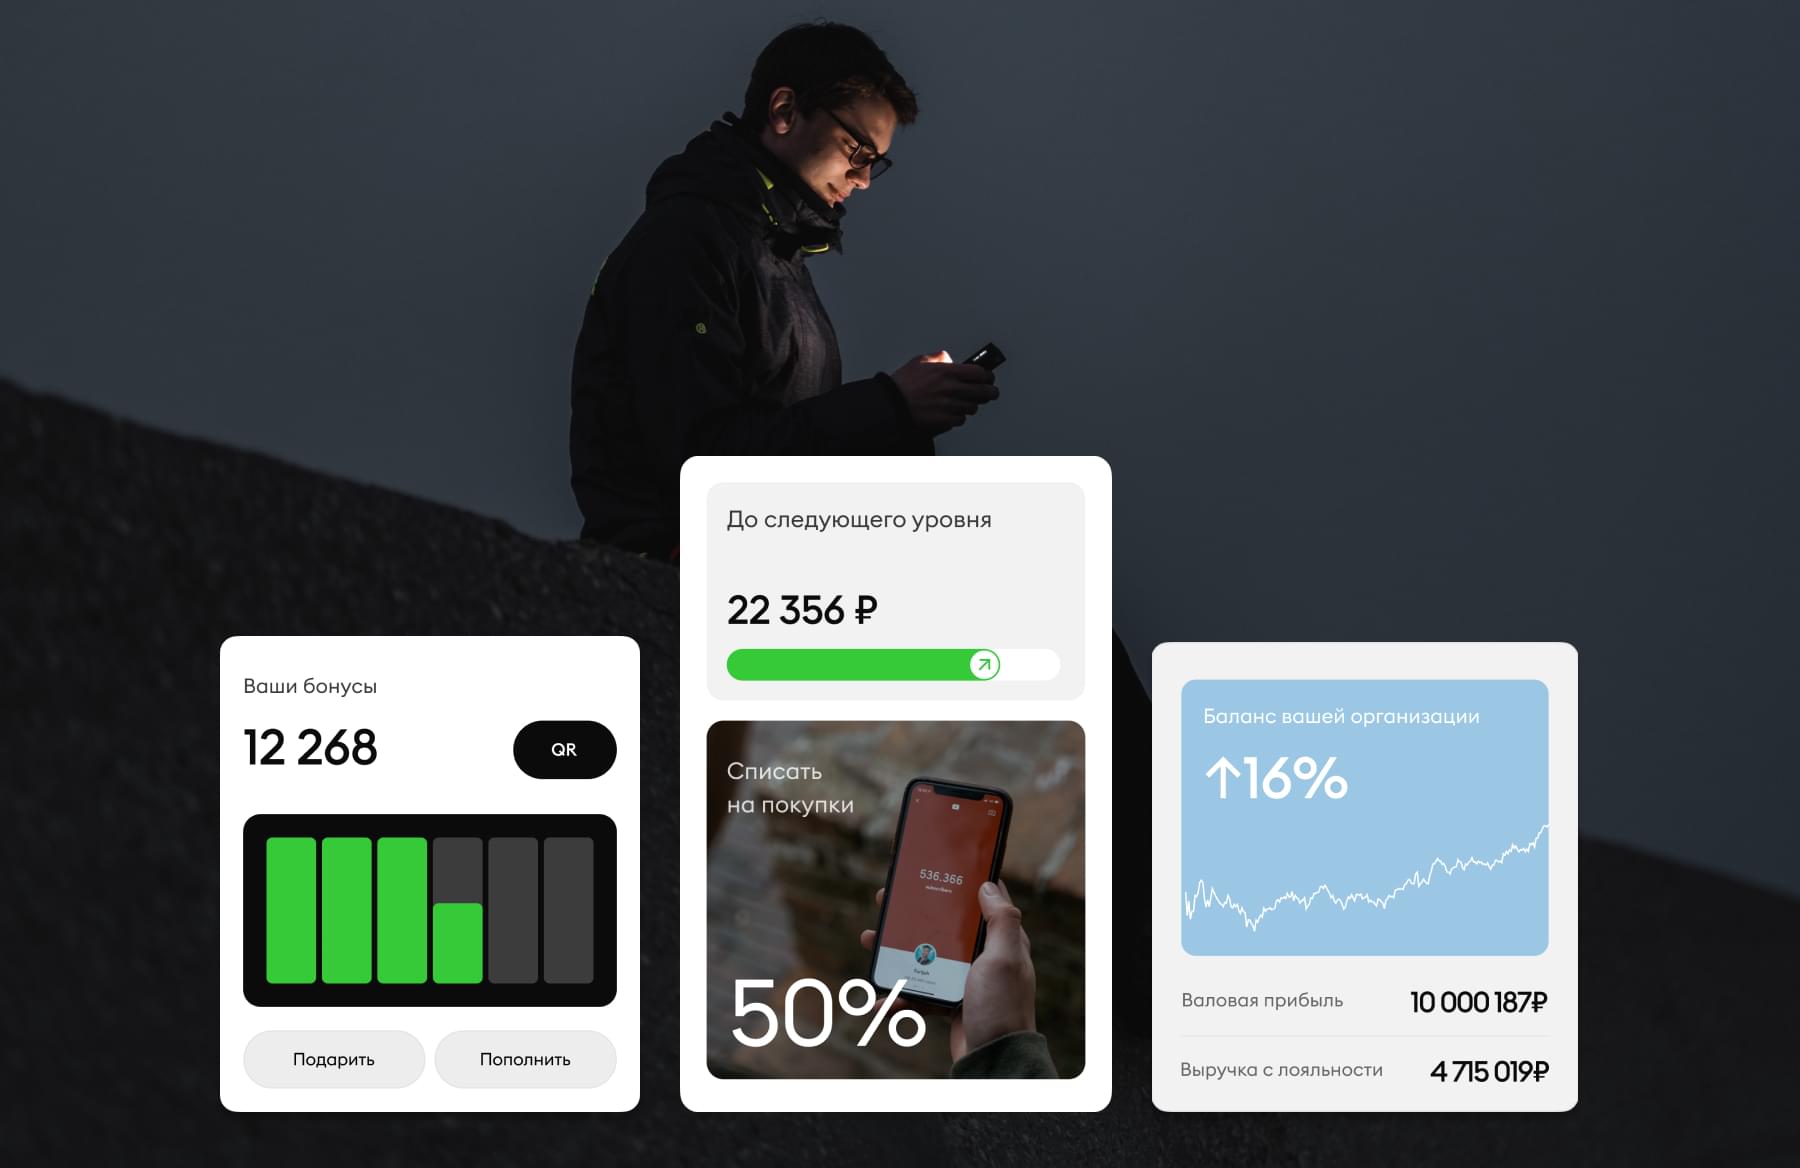 До следующего уровня
22 356 ₽
Ваши бонусы
12 268
QR
Подарить
Пополнить
Списать
на покупки
536.366
subscribers
50%
Баланс вашей организации
↑16%
Валовая прибыль
10 000 187₽
Выручка с лояльности
4 715 019₽